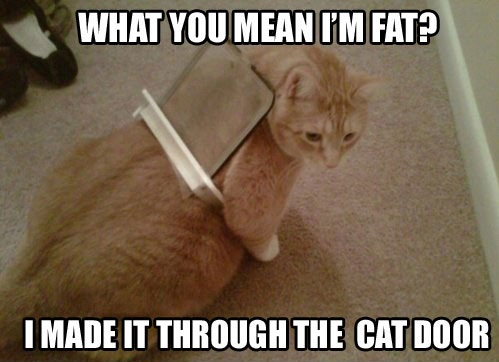 WHAT YOU MEAN I'M FAT?
I MADE IT THROUGH THE CAT DOOR